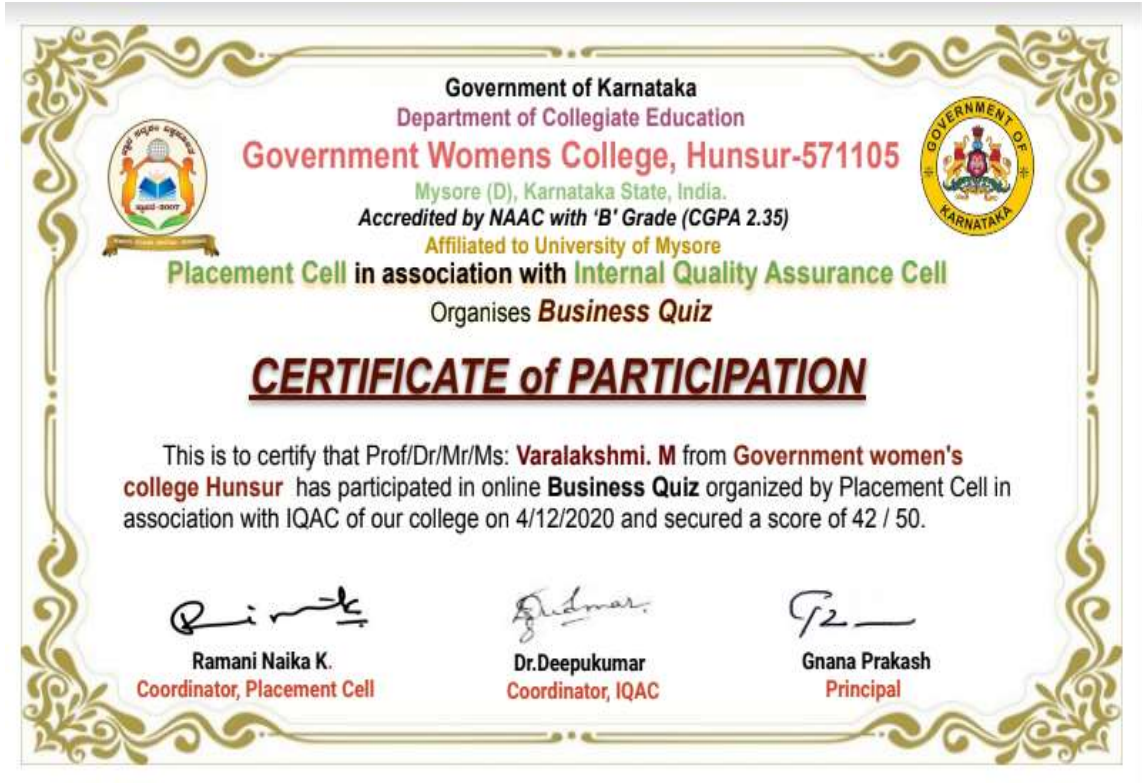 Government of Karnataka
Department of Collegiate Education
Government Womens College, Hunsur-571105
Mysore (D), Karnataka State, India.
Accredited by NAAC with ‘B’ Grade (CGPA 2.35)
Affiliated to University of Mysore
Placement Cell in association with Internal Quality Assurance Cell
Organises Business Quiz
GOVERNMENT OF KARNATAKA
CERTIFICATE of PARTICIPATION
This is to certify that Prof/Dr/Mr/Ms: Varalakshmi. M from Government women's
college Hunsur has participated in online Business Quiz organized by Placement Cell in
association with IQAC of our college on 4/12/2020 and secured a score of 42 / 50.
Ramani Naika K. Dr.Deepukumar Gnana Prakash
Coordinator, Placement Cell Coordinator, IQAC Principal